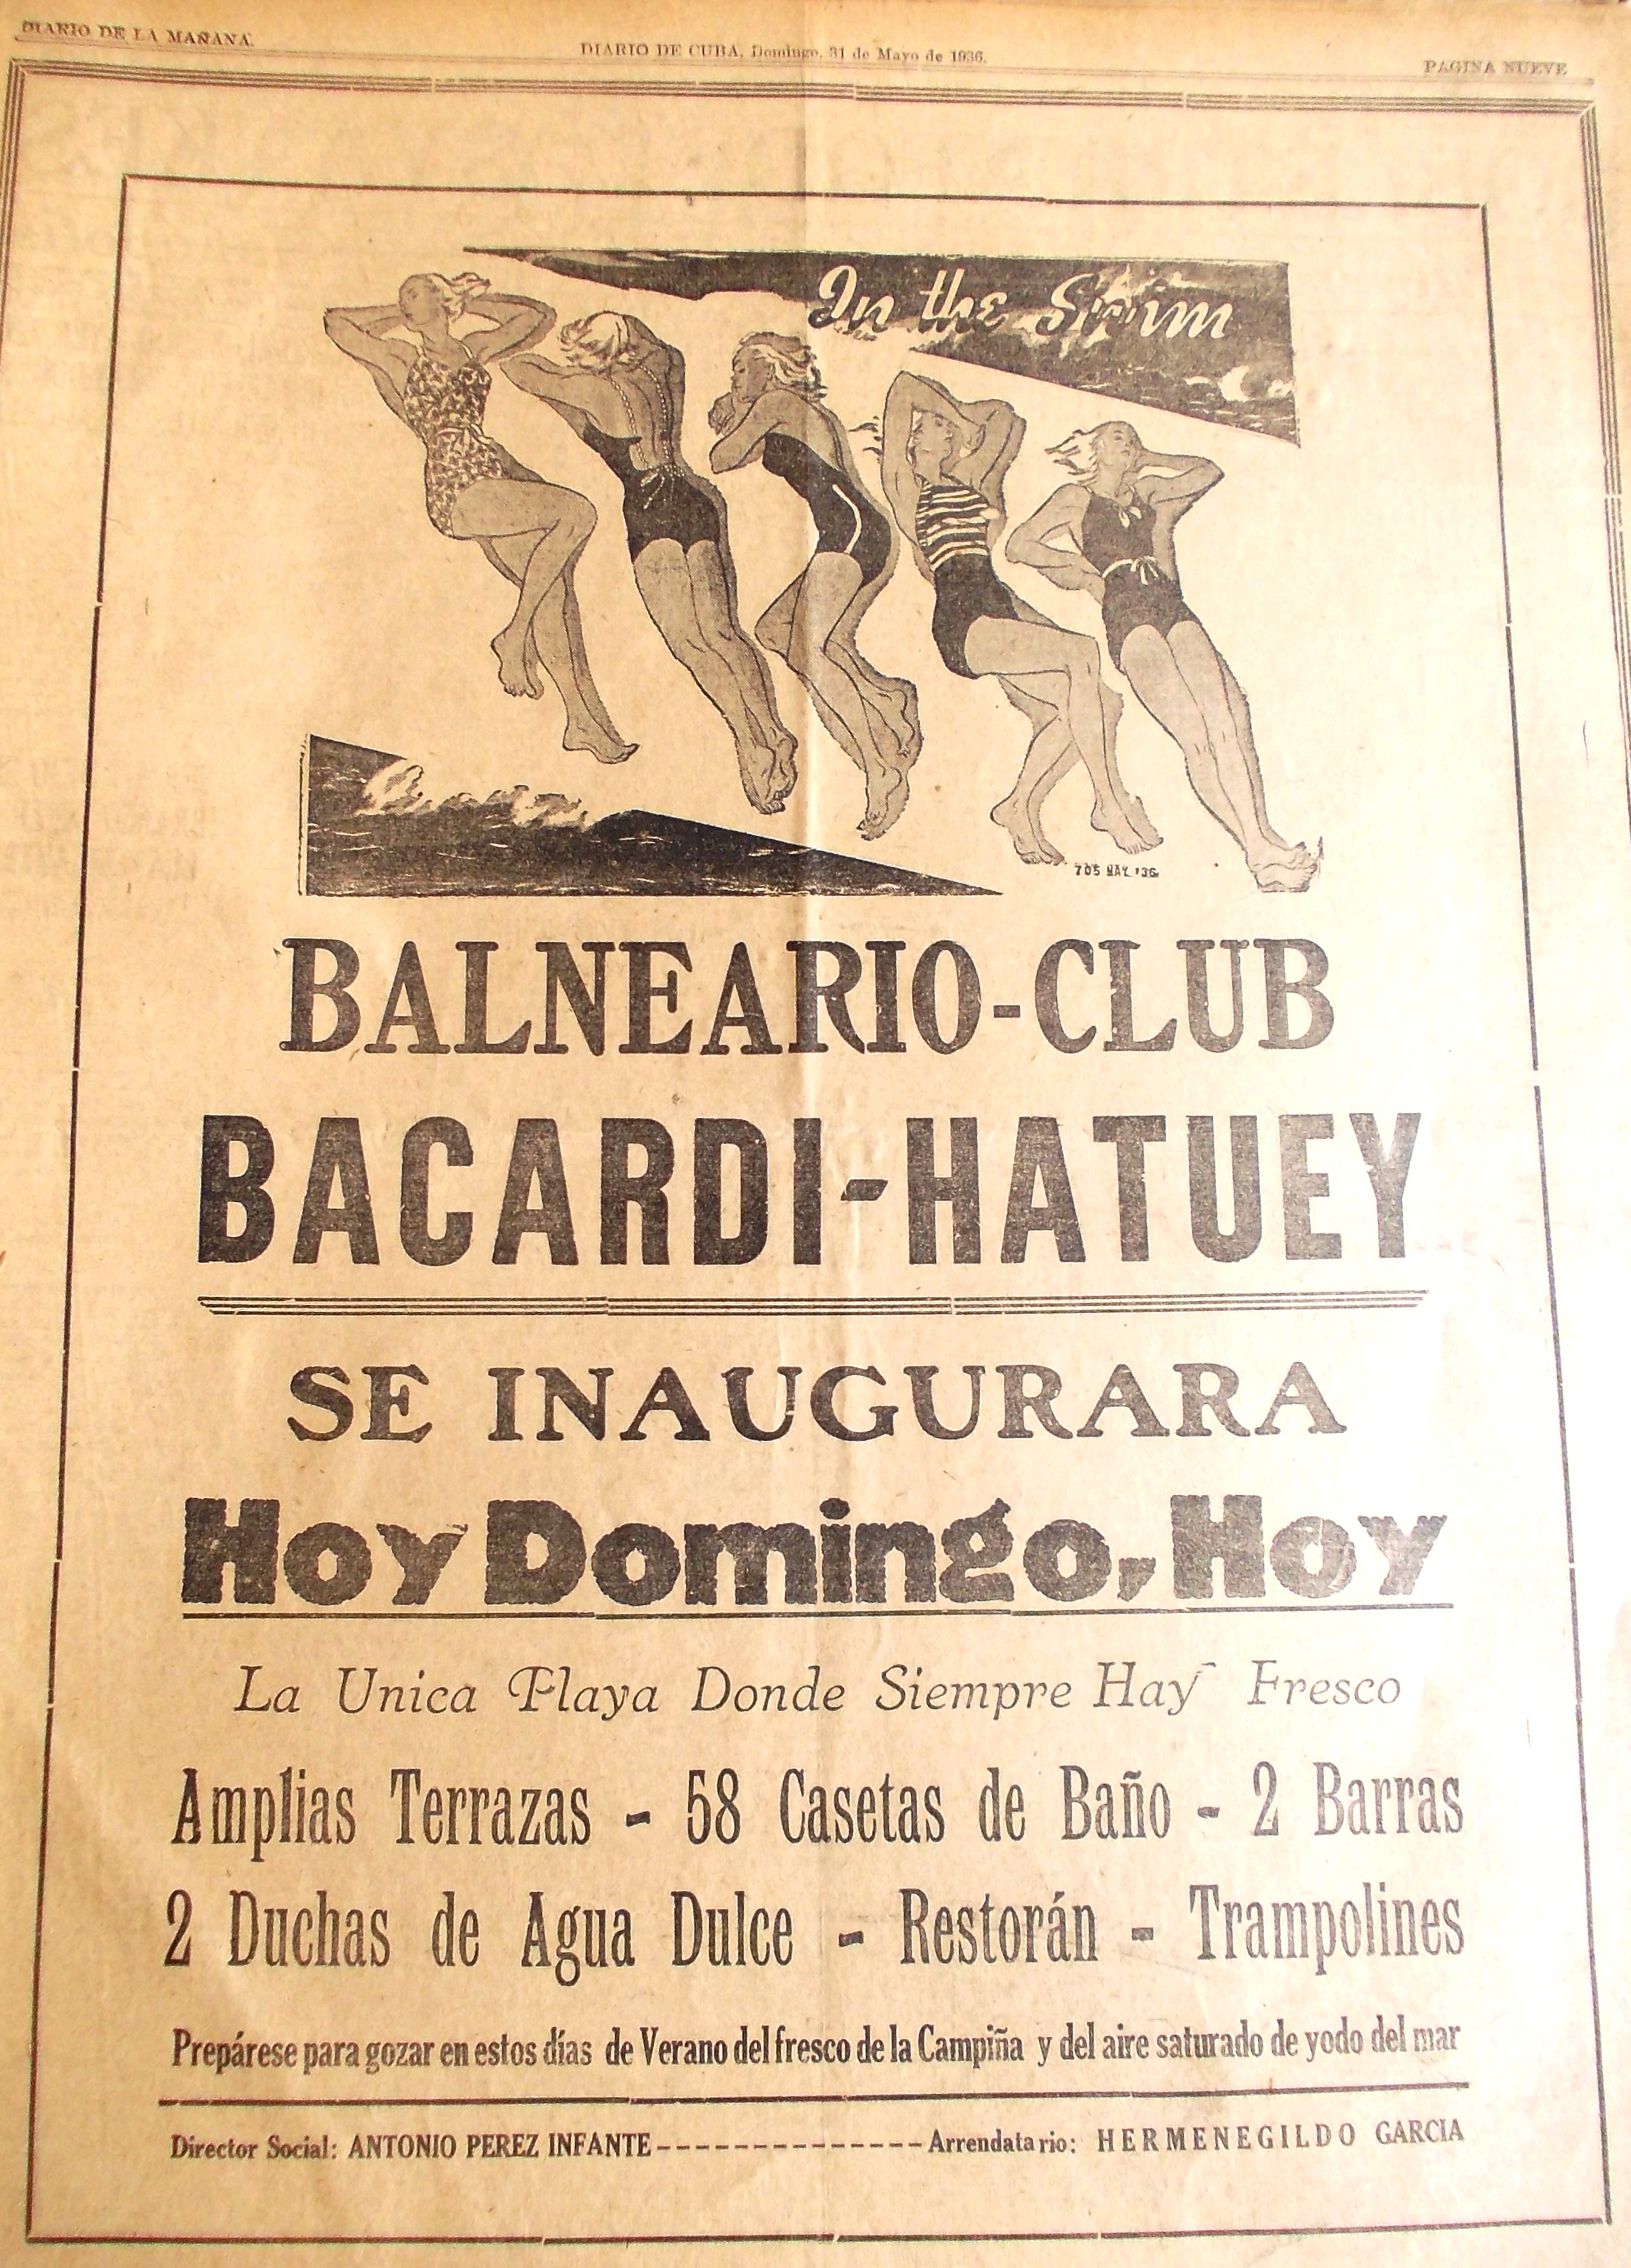 DIARIO DE LA MAÑANA.
DIARIO DE CUBA, Domingo, 31 de Mayo de 1936.
PAGINA NUEVE
In the Swim
705 MAY '36
BALNEARIO-CLUB
BACARDI-HATUEY
SE INAUGURARA
Hoy Domingo, Hoy
La Unica Playa Donde Siempre Hay Fresco
Amplias Terrazas - 58 Casetas de Baño - 2 Barras
2 Duchas de Agua Dulce - Restorán - Trampolines
Prepárese para gozar en estos días de Verano del fresco de la Campiña y del aire saturado de yodo del mar
Director Social: ANTONIO PEREZ INFANTE--------------Arrendatario: HERMENEGILDO GARCIA